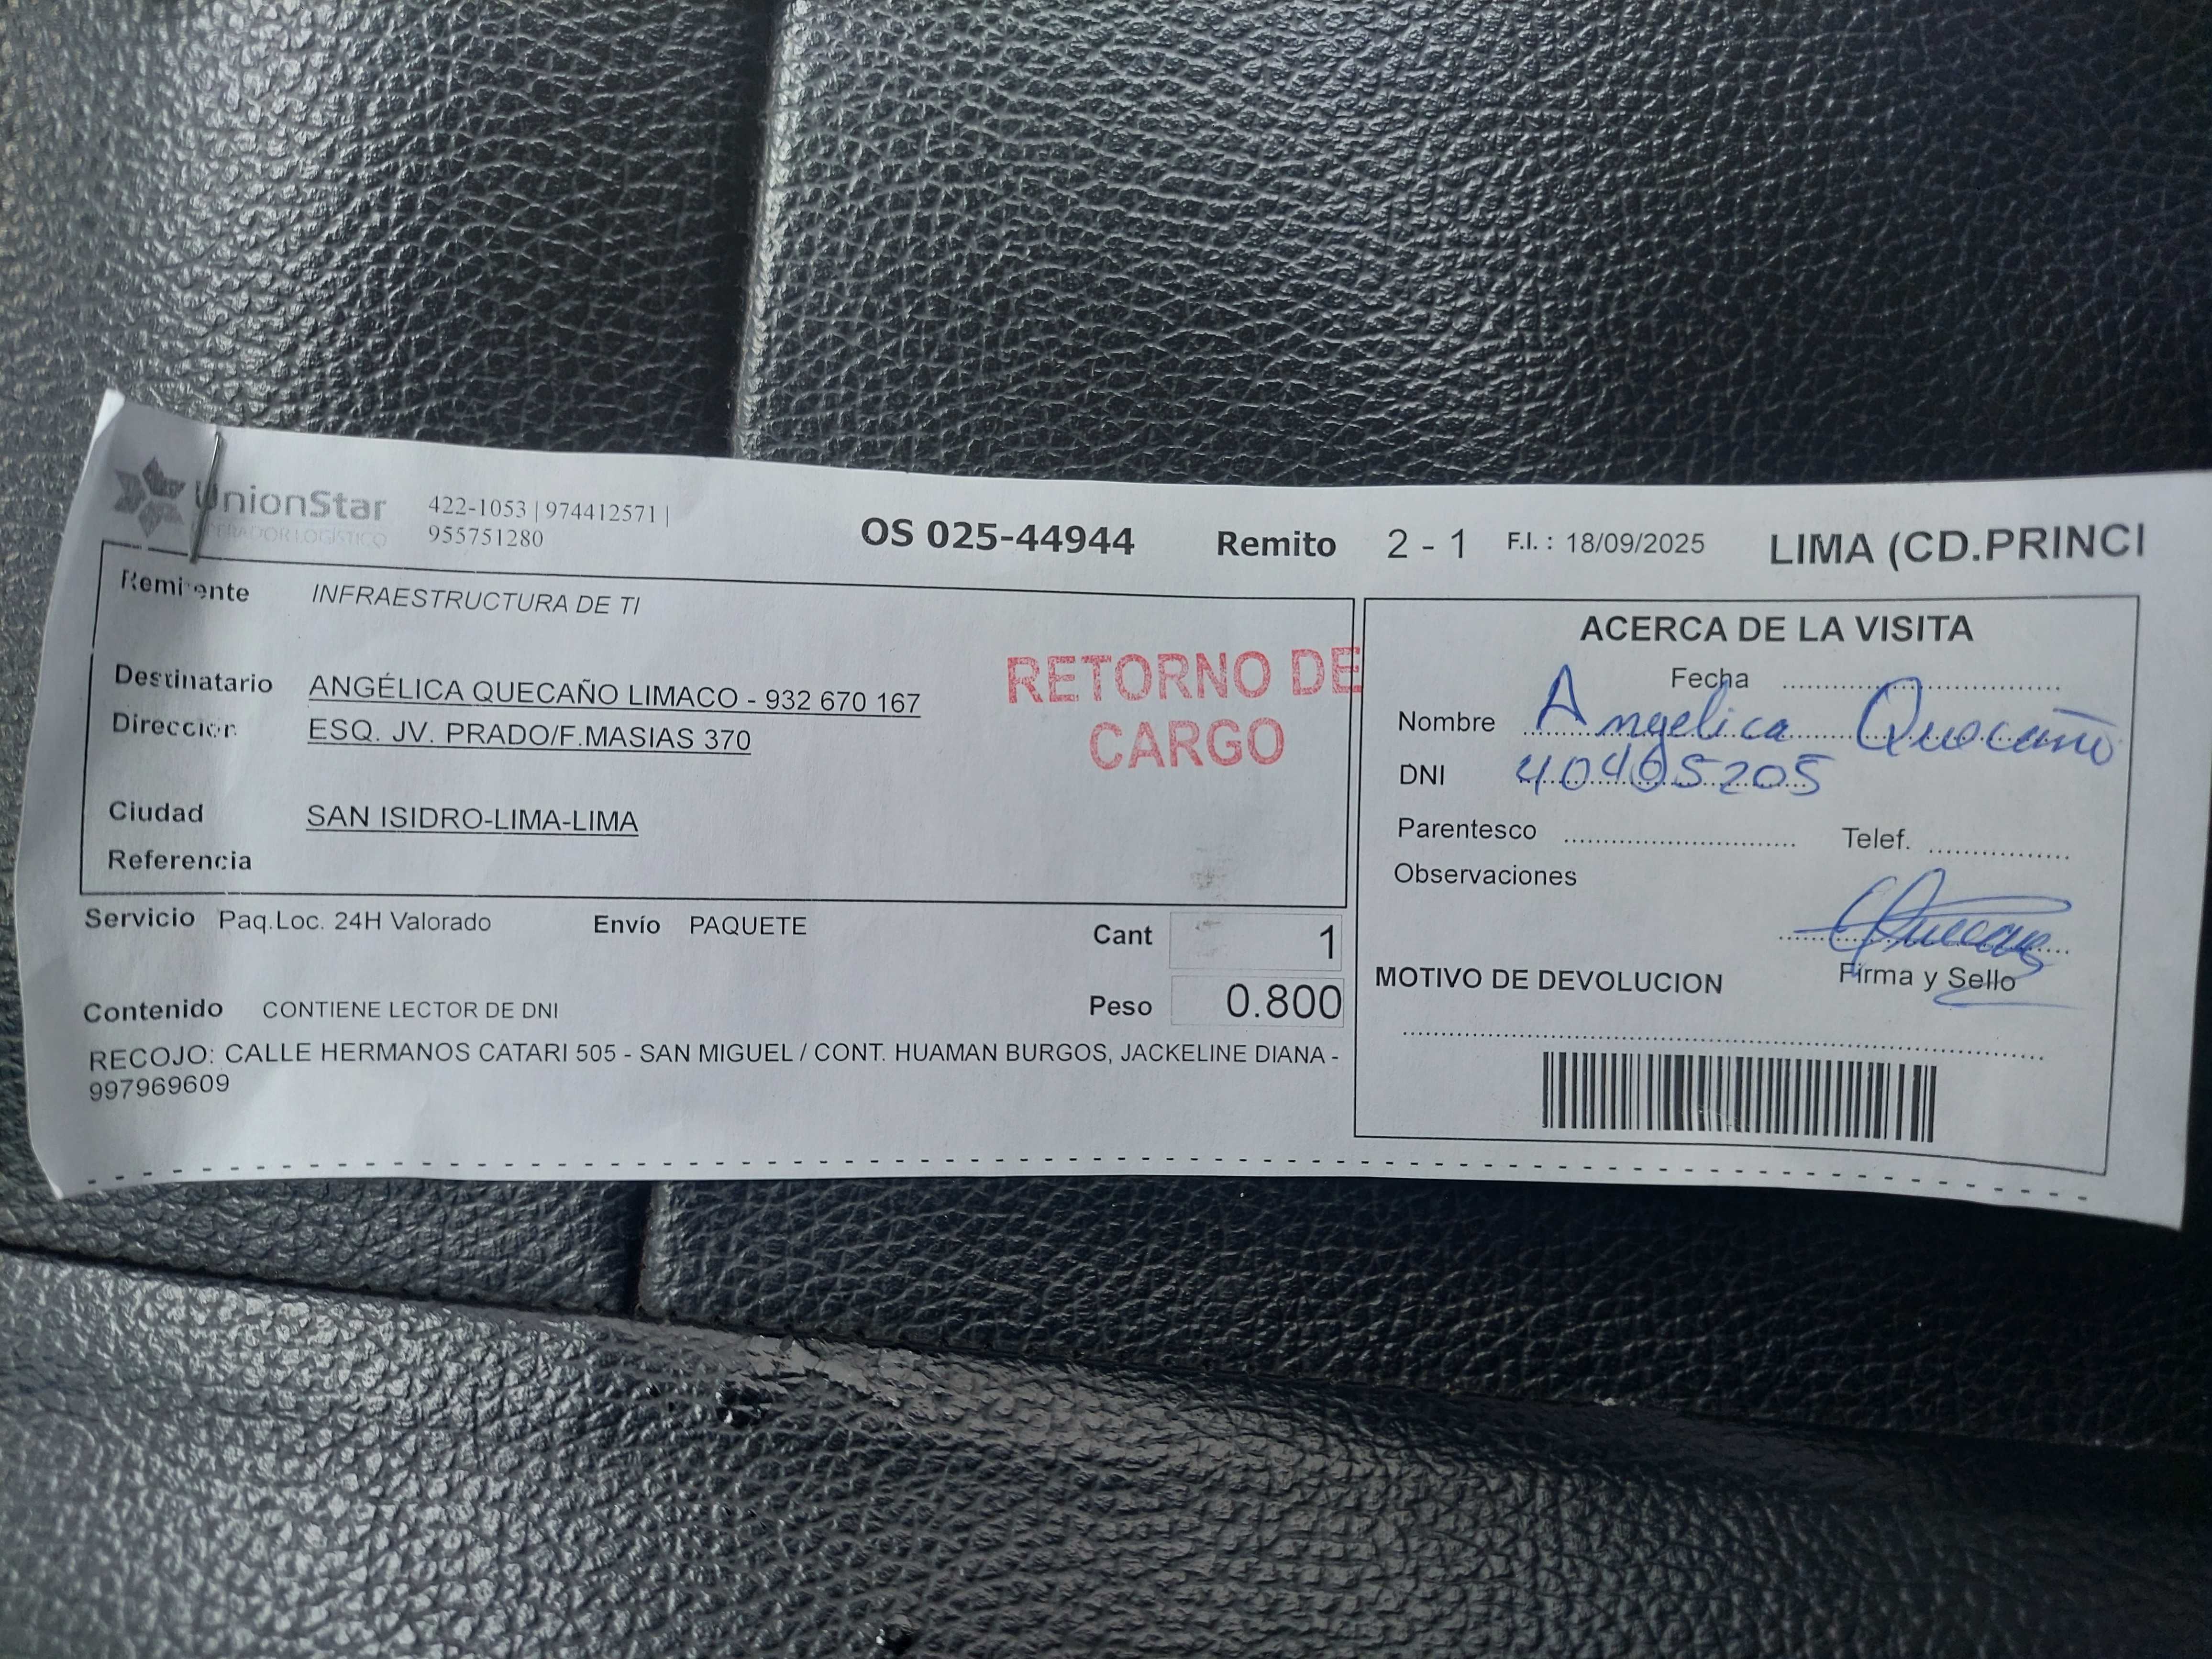 UnionStar
OPERADOR LOGÍSTICO
422-1053 | 974412571 |
955751280
OS 025-44944
Remito 2 - 1
F.I. : 18/09/2025
LIMA (CD.PRINCI
Remitente INFRAESTRUCTURA DE TI
Destinatario ANGÉLICA QUECAÑO LIMACO - 932 670 167
Dirección ESQ. JV. PRADO/F.MASIAS 370
Ciudad SAN ISIDRO-LIMA-LIMA
Referencia
RETORNO DE
CARGO
Servicio Paq.Loc. 24H Valorado Envío PAQUETE Cant 1
Contenido CONTIENE LECTOR DE DNI Peso 0.800
RECOJO: CALLE HERMANOS CATARI 505 - SAN MIGUEL / CONT. HUAMAN BURGOS, JACKELINE DIANA -
997969609
ACERCA DE LA VISITA
Fecha
Nombre Angelica Quecaño
DNI 40465205
Parentesco Telef.
Observaciones
Firma y Sello
MOTIVO DE DEVOLUCION